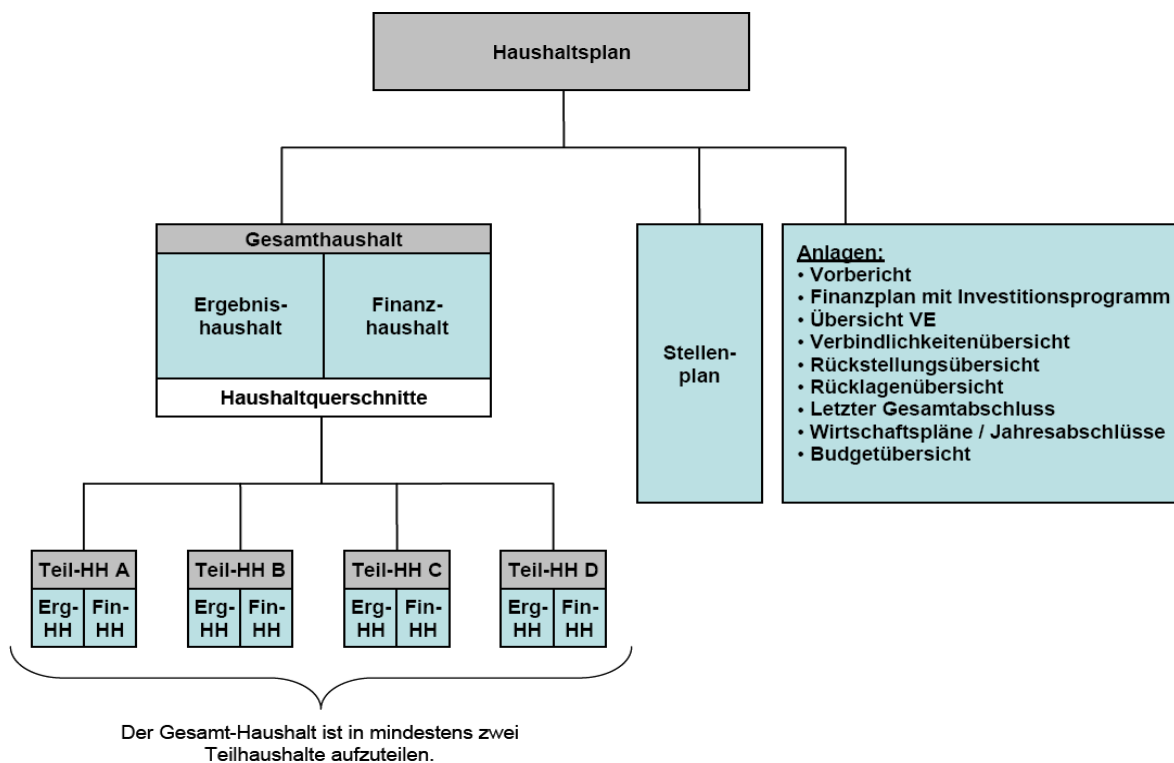 Haushaltsplan
Gesamthaushalt
Ergebnis-
haushalt
Finanz-
haushalt
Haushaltquerschnitte
Stellen-
plan
Anlagen:
• Vorbericht
• Finanzplan mit Investitionsprogramm
• Übersicht VE
• Verbindlichkeitenübersicht
• Rückstellungsübersicht
• Rücklagenübersicht
• Letzter Gesamtabschluss
• Wirtschaftspläne / Jahresabschlüsse
• Budgetübersicht
Teil-HH A
Erg-
HH
Fin-
HH
Teil-HH B
Erg-
HH
Fin-
HH
Teil-HH C
Erg-
HH
Fin-
HH
Teil-HH D
Erg-
HH
Fin-
HH
Der Gesamt-Haushalt ist in mindestens zwei
Teilhaushalte aufzuteilen.